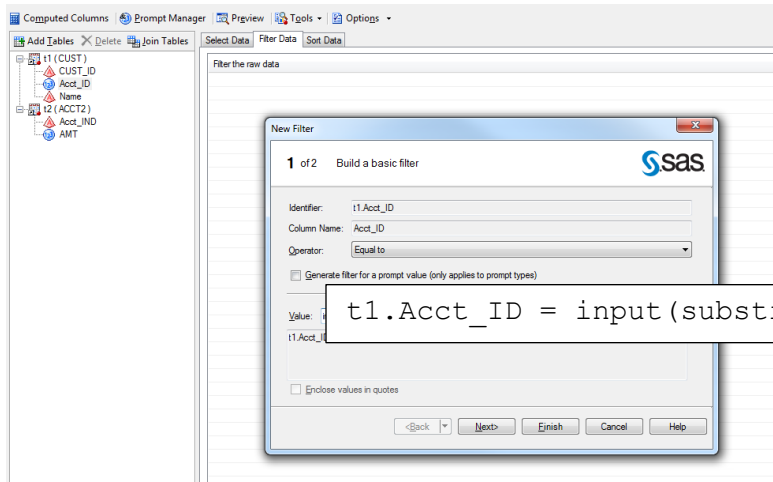 Computed Columns Prompt Manager Preview Tools Options
Add Tables Delete Join Tables Select Data Filter Data Sort Data
t1 (CUST)
CUST_ID
Acct_ID
Name
t2 (ACCT2)
Acct_IND
AMT
Filter the raw data
New Filter
1 of 2 Build a basic filter
sas
Identifier: t1.Acct_ID
Column Name: Acct_ID
Operator: Equal to
Generate filter for a prompt value (only applies to prompt types)
t1.Acct_ID = input(subst
Value:
t1.Acct_I
Enclose values in quotes
<Back Next> Finish Cancel Help